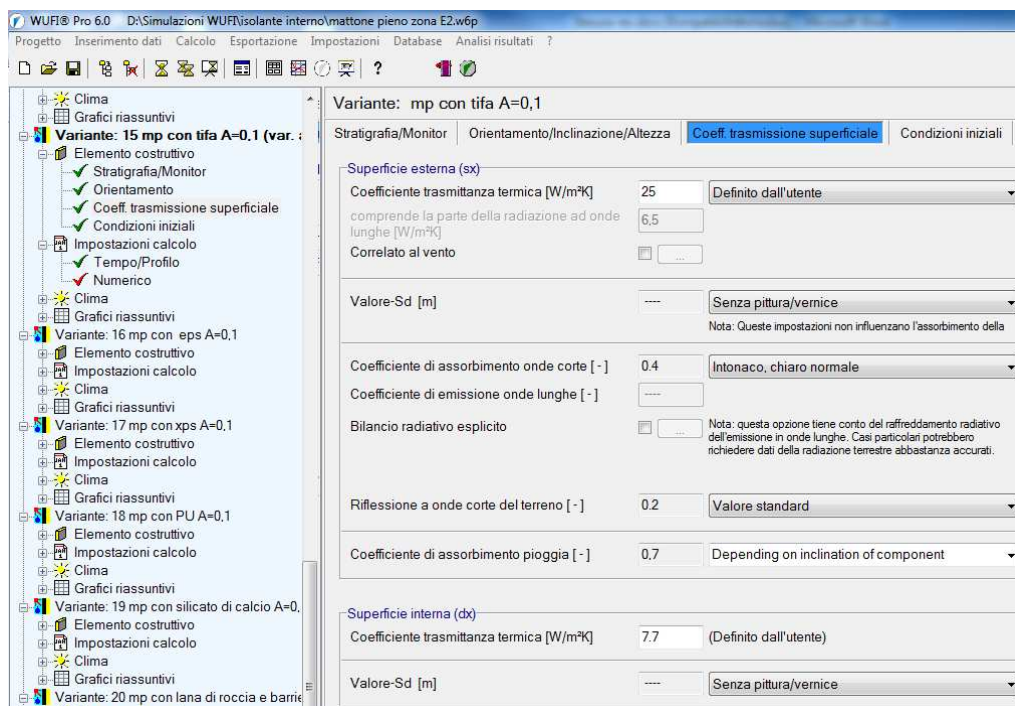 WUFI® Pro 6.0 D:\Simulazioni WUFI\isolante interno\mattone pieno zona E2.w6p
Progetto Inserimento dati Calcolo Esportazione Impostazioni Database Analisi risultati ?
?
Clima
Grafici riassuntivi
Variante: 15 mp con tifa A=0,1 (var.
Elemento costruttivo
Stratigrafia/Monitor
Orientamento
Coeff. trasmissione superficiale
Condizioni iniziali
Impostazioni calcolo
Tempo/Profilo
Numerico
Clima
Grafici riassuntivi
Variante: 16 mp con eps A=0,1
Elemento costruttivo
Impostazioni calcolo
Clima
Grafici riassuntivi
Variante: 17 mp con xps A=0,1
Elemento costruttivo
Impostazioni calcolo
Clima
Grafici riassuntivi
Variante: 18 mp con PU A=0,1
Elemento costruttivo
Impostazioni calcolo
Clima
Grafici riassuntivi
Variante: 19 mp con silicato di calcio A=0,
Elemento costruttivo
Impostazioni calcolo
Clima
Grafici riassuntivi
Variante: 20 mp con lana di roccia e barrie
Variante: mp con tifa A=0,1
Stratigrafia/Monitor Orientamento/Inclinazione/Altezza Coeff. trasmissione superficiale Condizioni iniziali
Superficie esterna (sx)
Coefficiente trasmittanza termica [W/m²K] 25 Definito dall'utente
comprende la parte della radiazione ad onde
lunghe [W/m²K] 6,5
Correlato al vento ...
Valore-Sd [m] ---- Senza pittura/vernice
Nota: Queste impostazioni non influenzano l'assorbimento della
Coefficiente di assorbimento onde corte [ - ] 0.4 Intonaco, chiaro normale
Coefficiente di emissione onde lunghe [ - ] ----
Bilancio radiativo esplicito ... Nota: questa opzione tiene conto del raffreddamento radiativo
dell'emissione in onde lunghe. Casi particolari potrebbero
richiedere dati della radiazione terrestre abbastanza accurati.
Riflessione a onde corte del terreno [ - ] 0.2 Valore standard
Coefficiente di assorbimento pioggia [ - ] 0,7 Depending on inclination of component
Superficie interna (dx)
Coefficiente trasmittanza termica [W/m²K] 7.7 (Definito dall'utente)
Valore-Sd [m] ---- Senza pittura/vernice